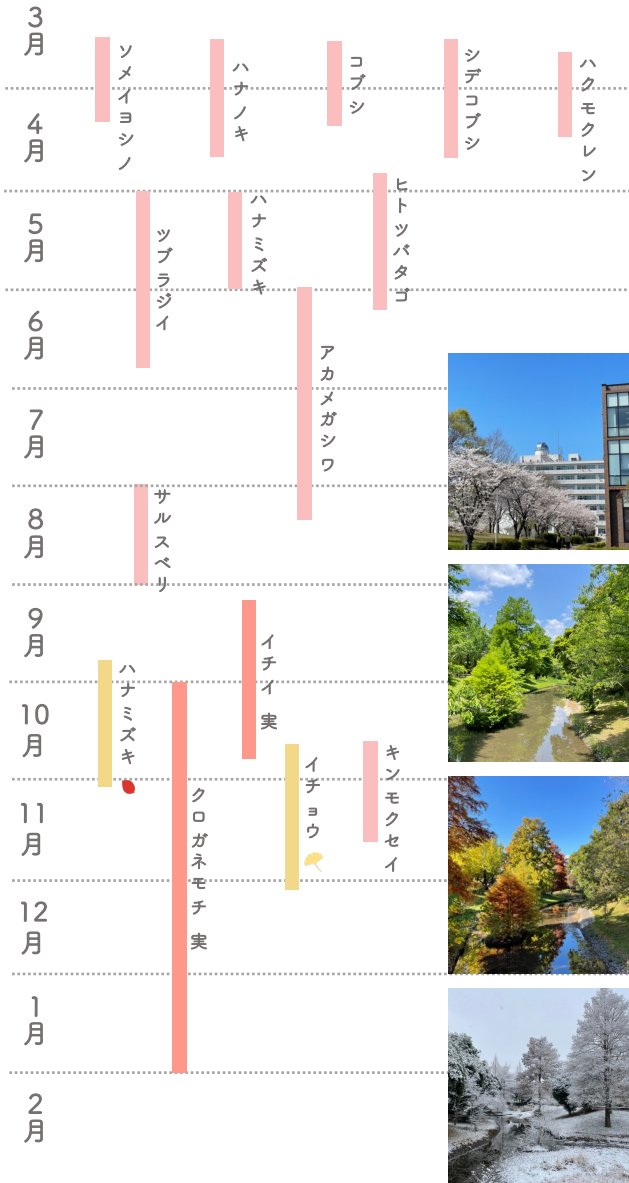 3月
ソメイヨシノ
ハナノキ
コブシ
シデコブシ
ハクモクレン
4月
ヒトツバタゴ
5月
ツブラジイ
ハナミズキ
6月
アカメガシワ
7月
8月
サルスベリ
9月
イチイ 実
ハナミズキ
10月
イチョウ
キンモクセイ
11月
クロガネモチ 実
12月
1月
2月